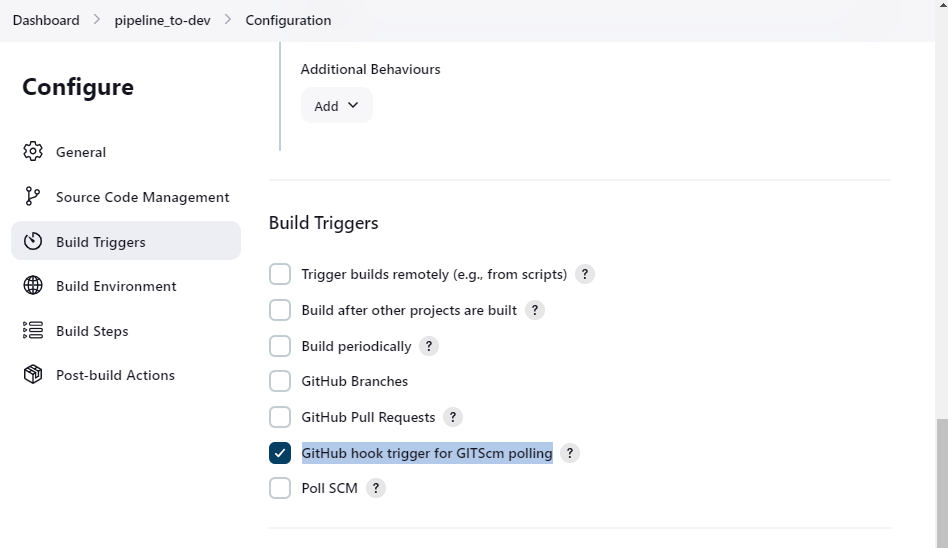 Dashboard > pipeline_to-dev > Configuration
Configure
General
Source Code Management
Build Triggers
Build Environment
Build Steps
Post-build Actions
Additional Behaviours
Add
Build Triggers
Trigger builds remotely (e.g., from scripts) ?
Build after other projects are built ?
Build periodically ?
GitHub Branches
GitHub Pull Requests ?
GitHub hook trigger for GITScm polling ?
Poll SCM ?